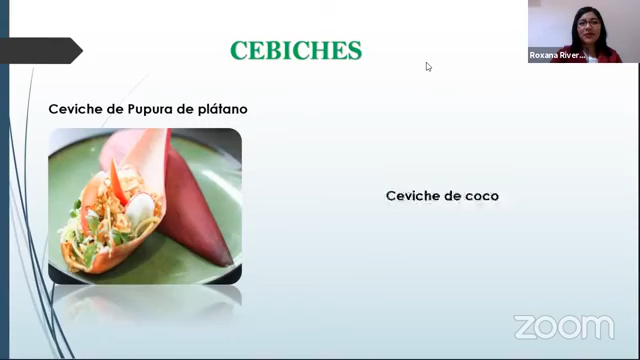 CEBICHES
Roxana River...
Ceviche de Pupura de plátano
Ceviche de coco
zoom